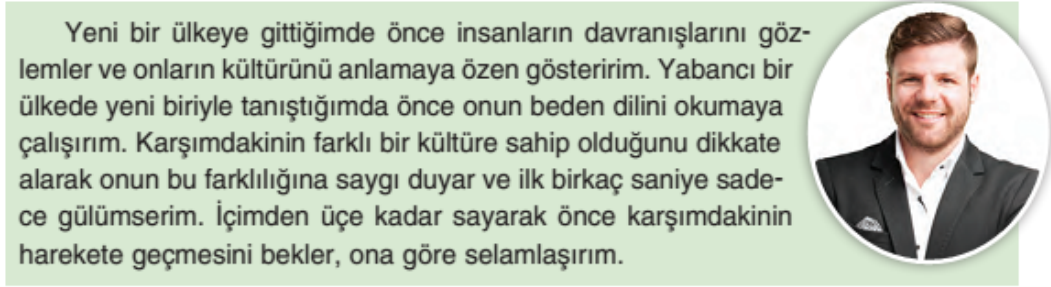 Yeni bir ülkeye gittiğimde önce insanların davranışlarını göz-
lemler ve onların kültürünü anlamaya özen gösteririm. Yabancı bir
ülkede yeni biriyle tanıştığımda önce onun beden dilini okumaya
çalışırım. Karşımdakinin farklı bir kültüre sahip olduğunu dikkate
alarak onun bu farklılığına saygı duyar ve ilk birkaç saniye sade-
ce gülümserim. İçimden üçe kadar sayarak önce karşımdakinin
harekete geçmesini bekler, ona göre selamlaşırım.